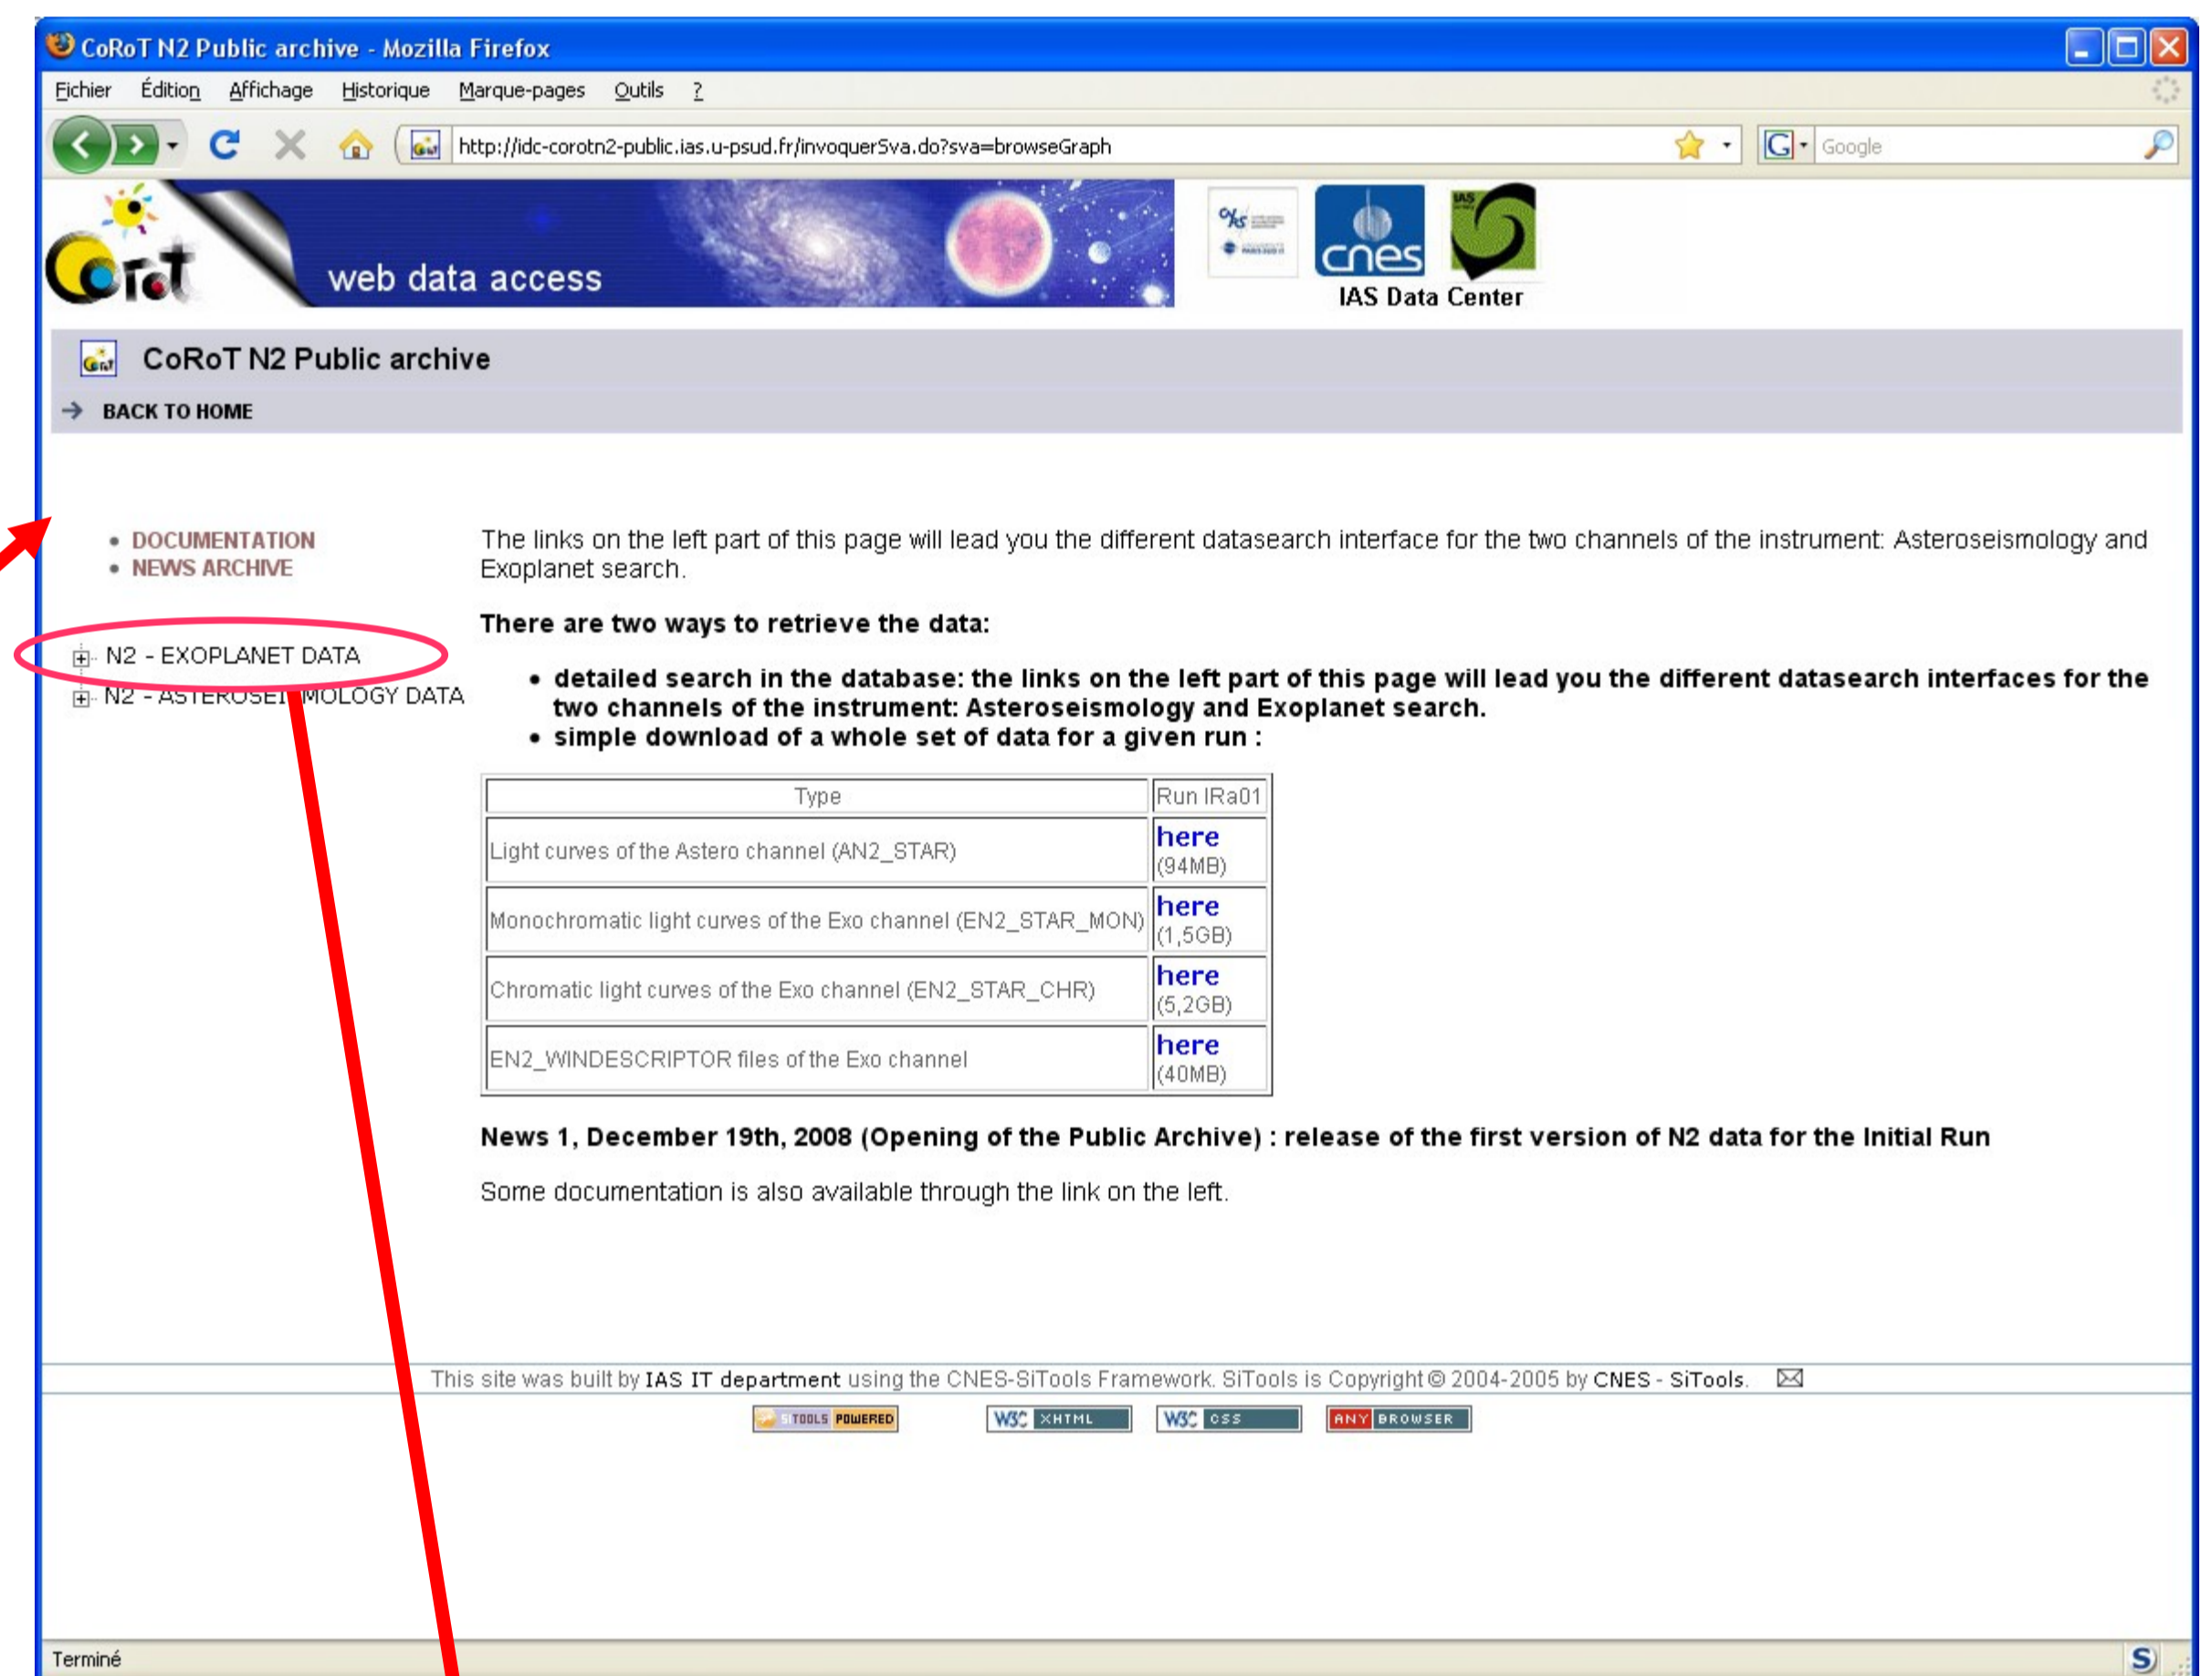 CoRoT N2 Public archive - Mozilla Firefox
Fichier Édition Affichage Historique Marque-pages Outils ?
http://idc-corotn2-public.ias.u-psud.fr/invoquerSva.do?sva=browseGraph
G Google
Corot
web data access
cnes
IAS
IAS Data Center
CoRoT N2 Public archive
BACK TO HOME
• DOCUMENTATION
• NEWS ARCHIVE
N2 - EXOPLANET DATA
N2 - ASTEROSEISMOLOGY DATA
The links on the left part of this page will lead you the different datasearch interface for the two channels of the instrument: Asteroseismology and
Exoplanet search.
There are two ways to retrieve the data:
• detailed search in the database: the links on the left part of this page will lead you the different datasearch interfaces for the
two channels of the instrument: Asteroseismology and Exoplanet search.
• simple download of a whole set of data for a given run :
Type Run IRa01
Light curves of the Astero channel (AN2_STAR) here
(94MB)
Monochromatic light curves of the Exo channel (EN2_STAR_MON) here
(1,5GB)
Chromatic light curves of the Exo channel (EN2_STAR_CHR) here
(5,2GB)
EN2_WINDESCRIPTOR files of the Exo channel here
(40MB)
News 1, December 19th, 2008 (Opening of the Public Archive) : release of the first version of N2 data for the Initial Run
Some documentation is also available through the link on the left.
This site was built by IAS IT department using the CNES-SiTools Framework. SiTools is Copyright © 2004-2005 by CNES - SiTools.
SITOOLS POWERED W3C XHTML W3C CSS ANY BROWSER
Terminé
S